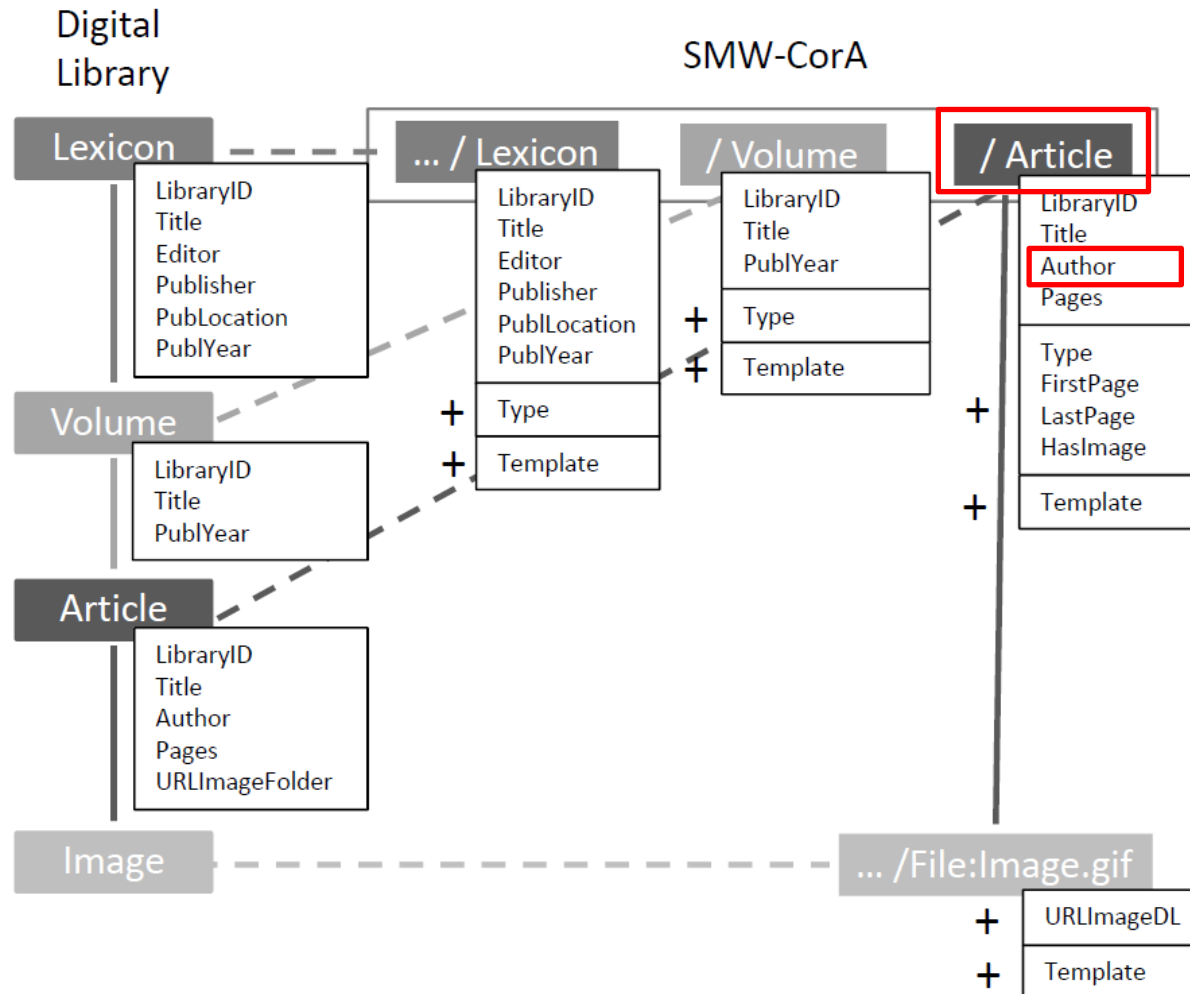 Digital
Library
SMW-CorA
Lexicon
LibraryID
Title
Editor
Publisher
PubLocation
PublYear
Volume
LibraryID
Title
PublYear
Article
LibraryID
Title
Author
Pages
URLImageFolder
Image
... / Lexicon
LibraryID
Title
Editor
Publisher
PublLocation
PublYear
+ Type
+ Template
/ Volume
LibraryID
Title
PublYear
+ Type
+ Template
/ Article
LibraryID
Title
Author
Pages
Type
FirstPage
+ LastPage
HasImage
+ Template
... /File:Image.gif
+ URLImageDL
+ Template